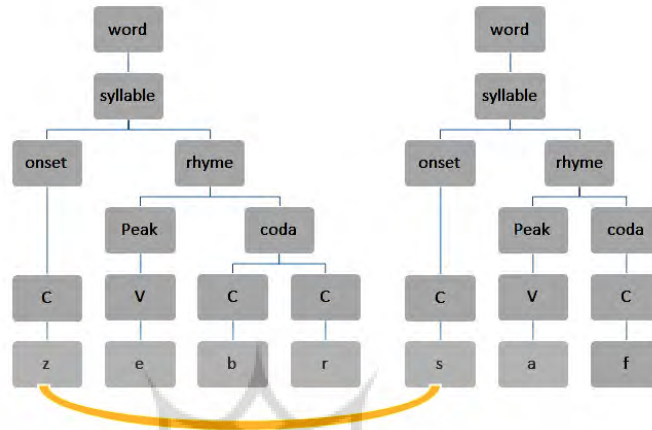 word word
syllable syllable
onset rhyme onset rhyme
Peak coda Peak coda
C V C C C V C
z e b r s a f